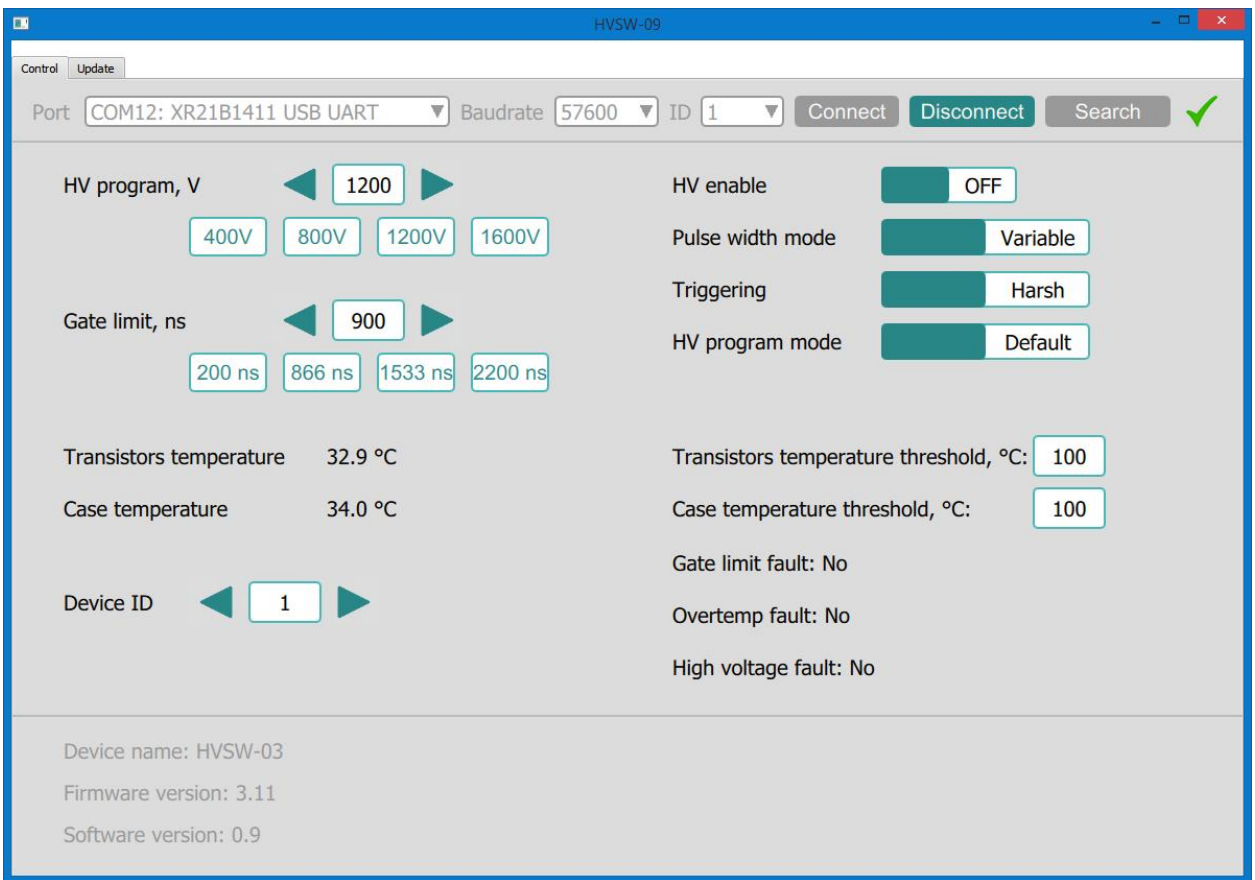 HVSW-09
Control Update
Port COM12: XR21B1411 USB UART Baudrate 57600 ID 1 Connect Disconnect Search
HV program, V 1200
400V 800V 1200V 1600V
Gate limit, ns 900
200 ns 866 ns 1533 ns 2200 ns
HV enable OFF
Pulse width mode Variable
Triggering Harsh
HV program mode Default
Transistors temperature 32.9 °C
Case temperature 34.0 °C
Device ID 1
Transistors temperature threshold, °C: 100
Case temperature threshold, °C: 100
Gate limit fault: No
Overtemp fault: No
High voltage fault: No
Device name: HVSW-03
Firmware version: 3.11
Software version: 0.9